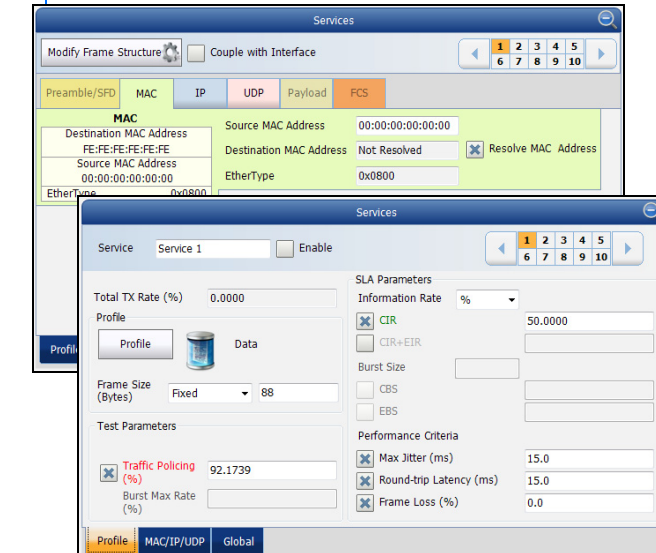 Services
Modify Frame Structure Couple with Interface 1 2 3 4 5
6 7 8 9 10
Preamble/SFD MAC IP UDP Payload FCS
MAC
Destination MAC Address
FE:FE:FE:FE:FE:FE
Source MAC Address
00:00:00:00:00:00
EtherType 0x0800
Source MAC Address 00:00:00:00:00:00
Destination MAC Address Not Resolved Resolve MAC Address
EtherType 0x0800
Services
Service Service 1 Enable 1 2 3 4 5
6 7 8 9 10
Total TX Rate (%) 0.0000
Profile
Profile Data
Frame Size
(Bytes) Fixed 88
Test Parameters
Traffic Policing
(%) 92.1739
Burst Max Rate
(%)
SLA Parameters
Information Rate %
CIR 50.0000
CIR+EIR
Burst Size
CBS
EBS
Performance Criteria
Max Jitter (ms) 15.0
Round-trip Latency (ms) 15.0
Frame Loss (%) 0.0
Profile MAC/IP/UDP Global